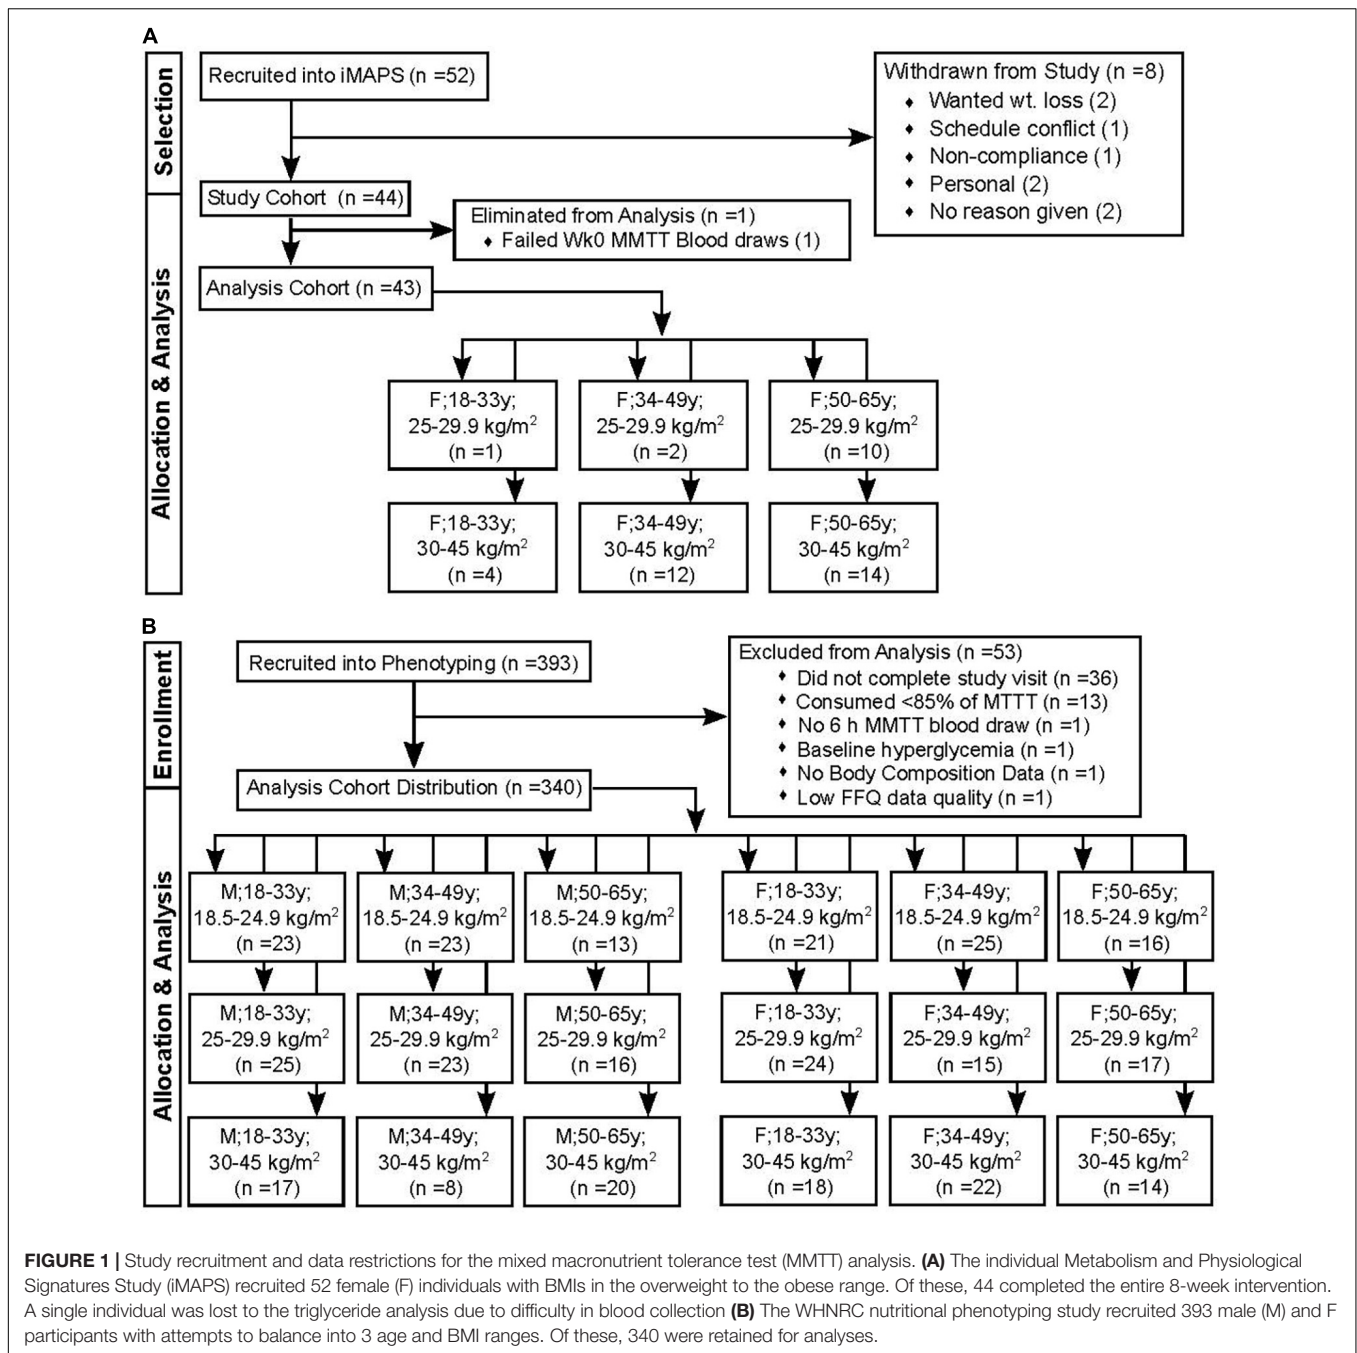 A
Selection
Recruited into iMAPS (n =52)
Withdrawn from Study (n =8)
♦ Wanted wt. loss (2)
♦ Schedule conflict (1)
♦ Non-compliance (1)
♦ Personal (2)
♦ No reason given (2)
Allocation & Analysis
Study Cohort (n =44)
Eliminated from Analysis (n =1)
♦ Failed Wk0 MMTT Blood draws (1)
Analysis Cohort (n =43)
F;18-33y;
25-29.9 kg/m²
(n =1)
F;34-49y;
25-29.9 kg/m²
(n =2)
F;50-65y;
25-29.9 kg/m²
(n =10)
F;18-33y;
30-45 kg/m²
(n =4)
F;34-49y;
30-45 kg/m²
(n =12)
F;50-65y;
30-45 kg/m²
(n =14)
B
Enrollment
Recruited into Phenotyping (n =393)
Excluded from Analysis (n =53)
♦ Did not complete study visit (n =36)
♦ Consumed <85% of MTTT (n =13)
♦ No 6 h MMTT blood draw (n =1)
♦ Baseline hyperglycemia (n =1)
♦ No Body Composition Data (n =1)
♦ Low FFQ data quality (n =1)
Analysis Cohort Distribution (n =340)
Allocation & Analysis
M;18-33y;
18.5-24.9 kg/m²
(n =23)
M;34-49y;
18.5-24.9 kg/m²
(n =23)
M;50-65y;
18.5-24.9 kg/m²
(n =13)
F;18-33y;
18.5-24.9 kg/m²
(n =21)
F;34-49y;
18.5-24.9 kg/m²
(n =25)
F;50-65y;
18.5-24.9 kg/m²
(n =16)
M;18-33y;
25-29.9 kg/m²
(n =25)
M;34-49y;
25-29.9 kg/m²
(n =23)
M;50-65y;
25-29.9 kg/m²
(n =16)
F;18-33y;
25-29.9 kg/m²
(n =24)
F;34-49y;
25-29.9 kg/m²
(n =15)
F;50-65y;
25-29.9 kg/m²
(n =17)
M;18-33y;
30-45 kg/m²
(n =17)
M;34-49y;
30-45 kg/m²
(n =8)
M;50-65y;
30-45 kg/m²
(n =20)
F;18-33y;
30-45 kg/m²
(n =18)
F;34-49y;
30-45 kg/m²
(n =22)
F;50-65y;
30-45 kg/m²
(n =14)
FIGURE 1 | Study recruitment and data restrictions for the mixed macronutrient tolerance test (MMTT) analysis. (A) The individual Metabolism and Physiological
Signatures Study (iMAPS) recruited 52 female (F) individuals with BMIs in the overweight to the obese range. Of these, 44 completed the entire 8-week intervention.
A single individual was lost to the triglyceride analysis due to difficulty in blood collection (B) The WHNRC nutritional phenotyping study recruited 393 male (M) and F
participants with attempts to balance into 3 age and BMI ranges. Of these, 340 were retained for analyses.